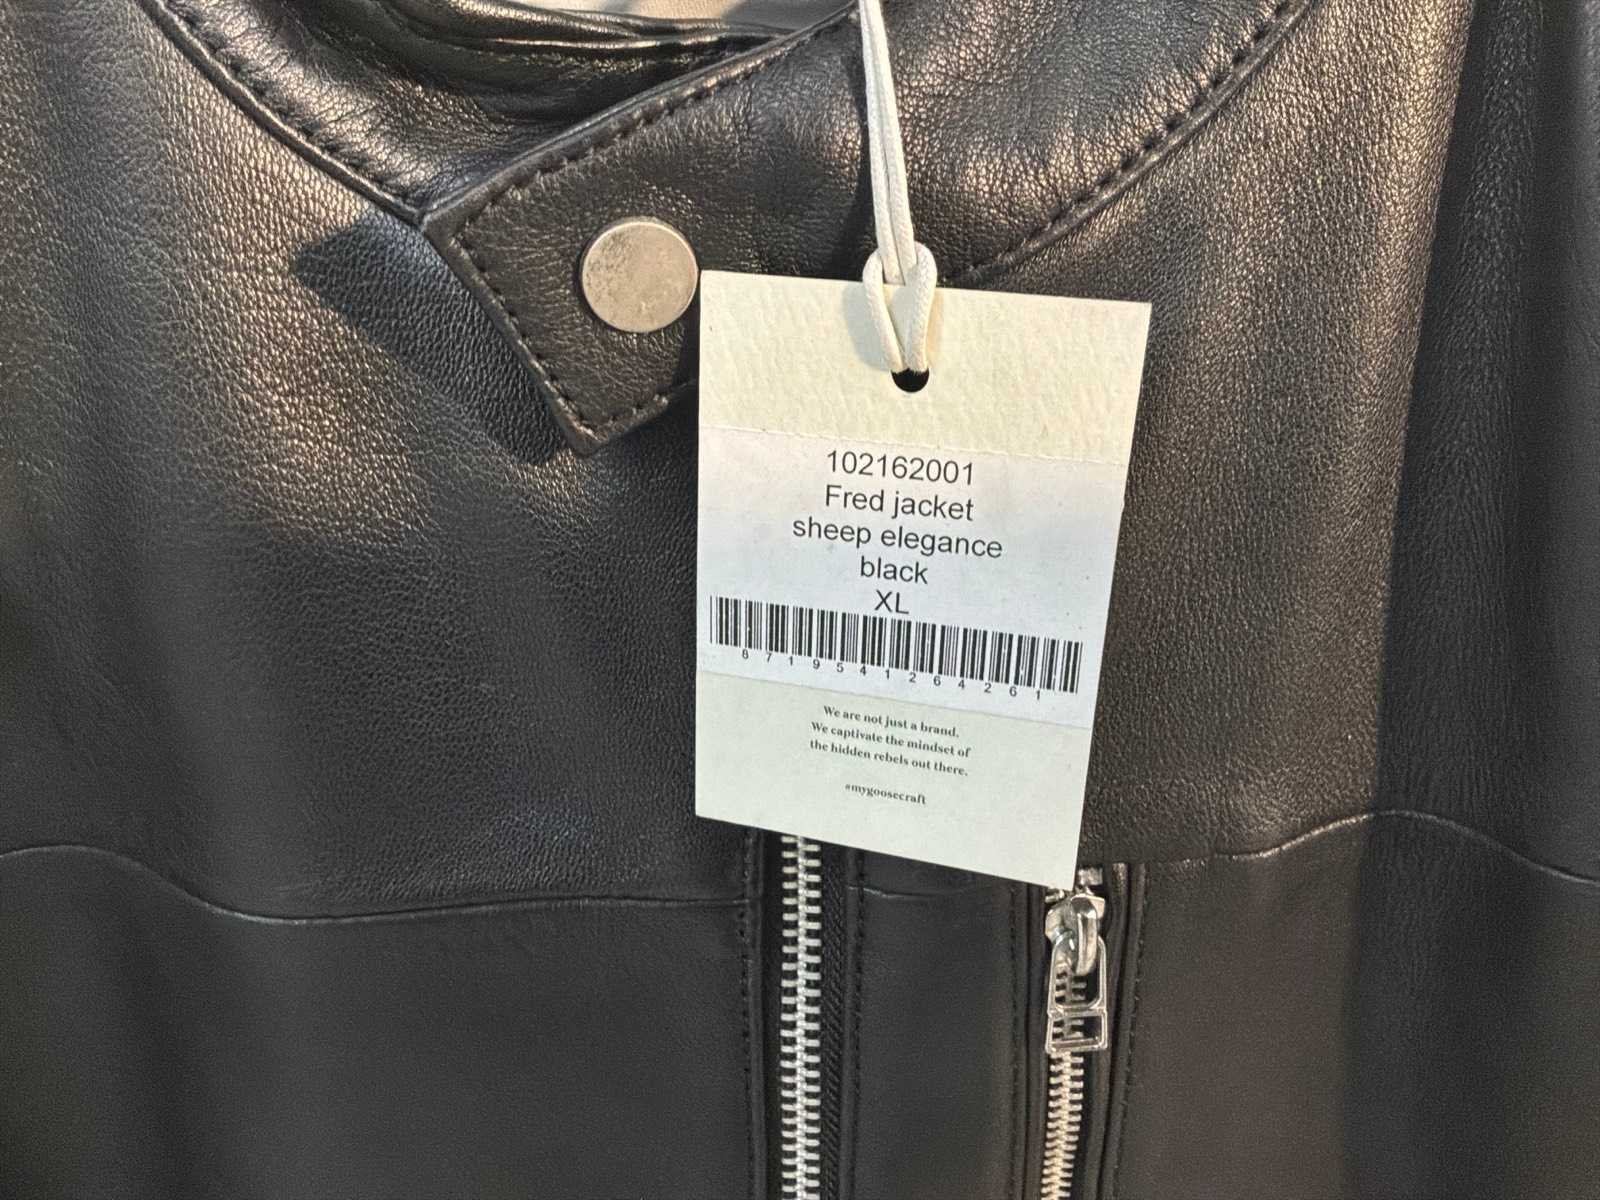 102162001
Fred jacket
sheep elegance
black
XL
8719541264261
We are not just a brand.
We captivate the mindset of
the hidden rebels out there.
#mygoosecraft